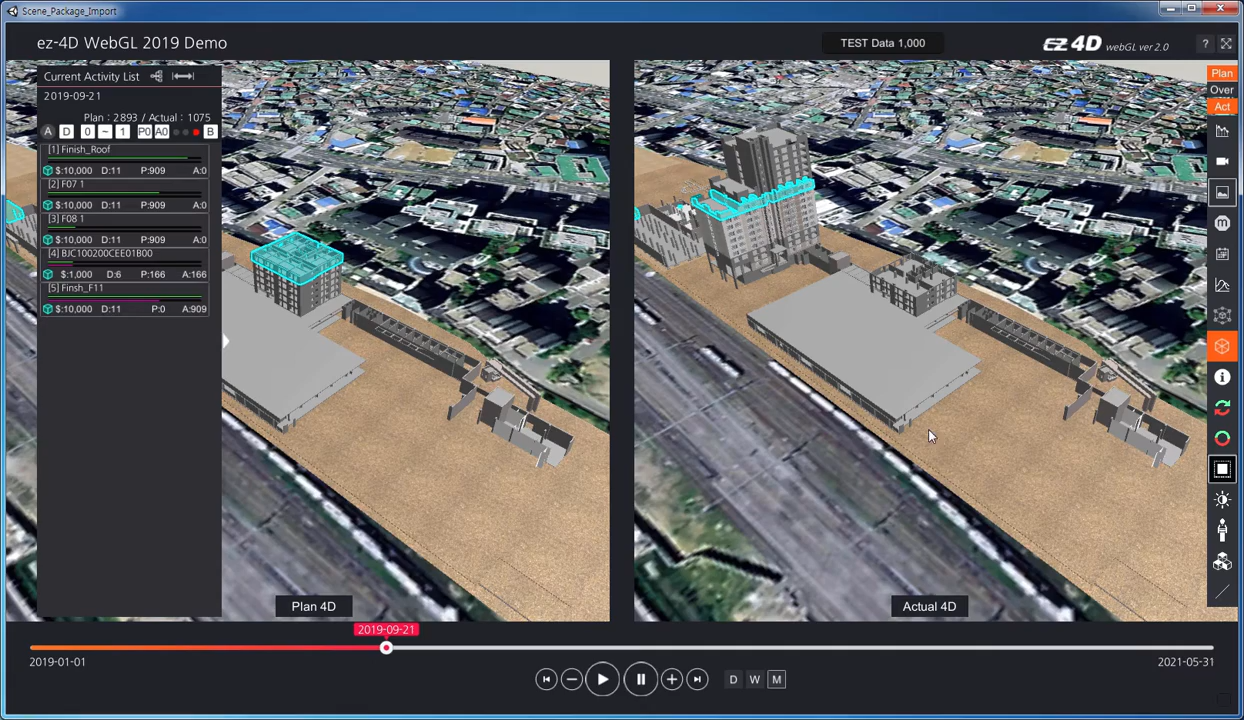 Scene_Package_Import
ez-4D WebGL 2019 Demo
TEST Data 1,000
ez 4D webGL ver 2.0
?
Current Activity List
2019-09-21
Plan : 2893 / Actual : 1075
A D 0 ~ 1 P0 A0 B
[1] Finish_Roof
$:10,000 D:11 P:909 A:0
[2] F07 1
$:10,000 D:11 P:909 A:0
[3] F08 1
$:10,000 D:11 P:909 A:0
[4] BJC100200CEE01B00
$:1,000 D:6 P:166 A:166
[5] Finsh_F11
$:10,000 D:11 P:0 A:909
Plan
Over
Act
m
i
Plan 4D
Actual 4D
2019-09-21
2019-01-01
2021-05-31
D W M